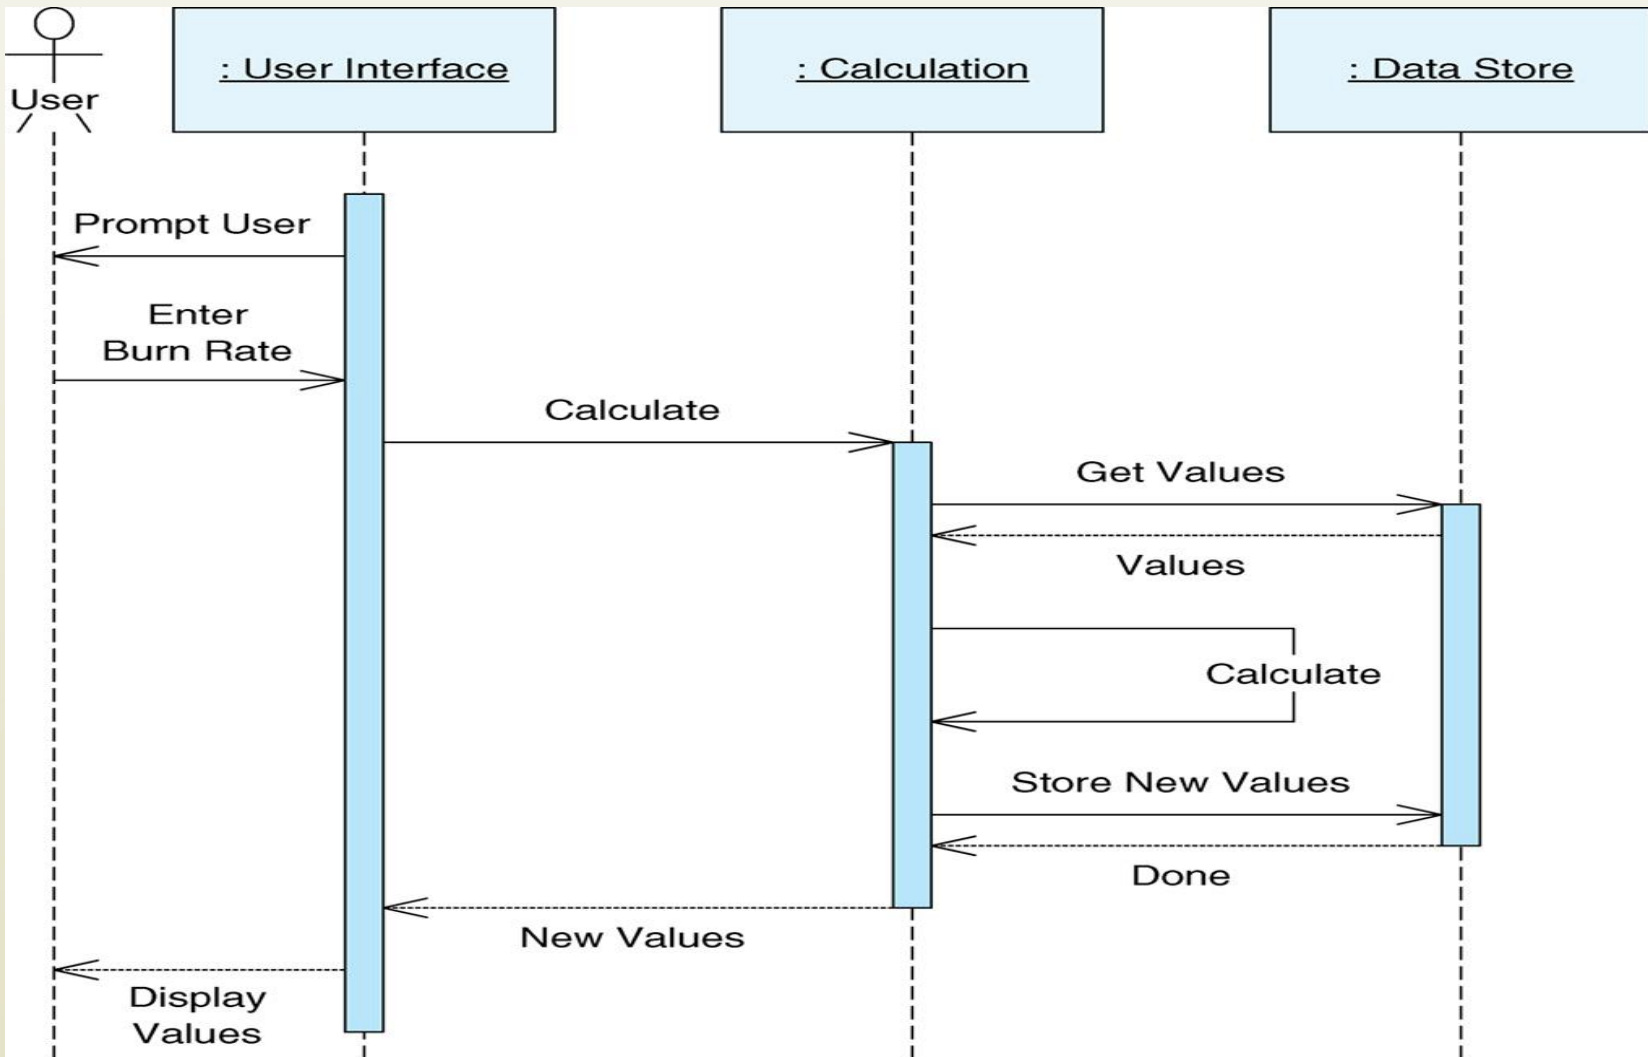 User
: User Interface
: Calculation
: Data Store
Prompt User
Enter
Burn Rate
Calculate
Get Values
Values
Calculate
Store New Values
Done
New Values
Display
Values